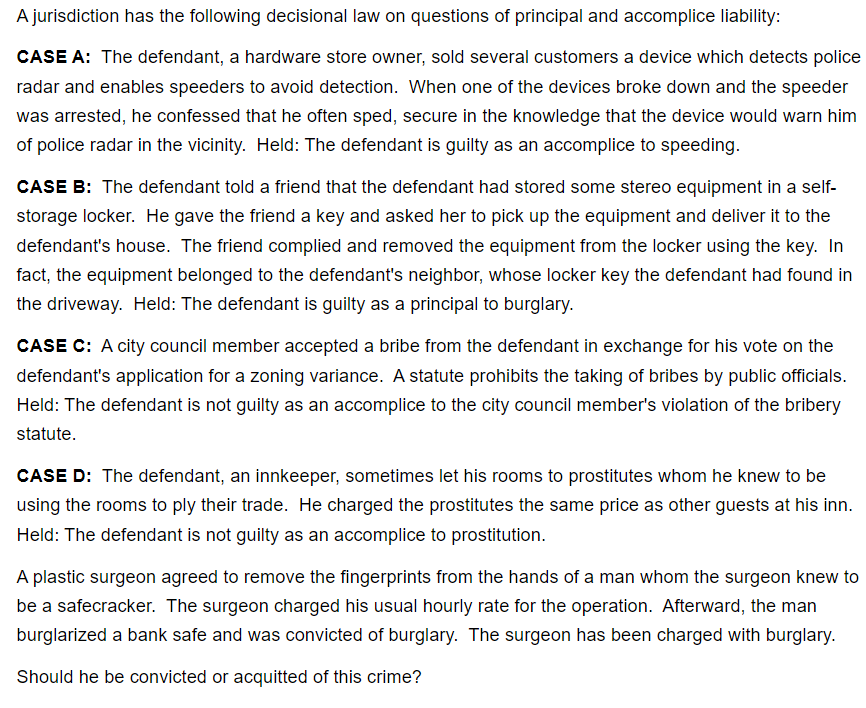 A jurisdiction has the following decisional law on questions of principal and accomplice liability:
CASE A:  The defendant, a hardware store owner, sold several customers a device which detects police
radar and enables speeders to avoid detection.  When one of the devices broke down and the speeder
was arrested, he confessed that he often sped, secure in the knowledge that the device would warn him
of police radar in the vicinity.  Held: The defendant is guilty as an accomplice to speeding.
CASE B:  The defendant told a friend that the defendant had stored some stereo equipment in a self-
storage locker.  He gave the friend a key and asked her to pick up the equipment and deliver it to the
defendant's house.  The friend complied and removed the equipment from the locker using the key.  In
fact, the equipment belonged to the defendant's neighbor, whose locker key the defendant had found in
the driveway.  Held: The defendant is guilty as a principal to burglary.
CASE C:  A city council member accepted a bribe from the defendant in exchange for his vote on the
defendant's application for a zoning variance.  A statute prohibits the taking of bribes by public officials.
Held: The defendant is not guilty as an accomplice to the city council member's violation of the bribery
statute.
CASE D:  The defendant, an innkeeper, sometimes let his rooms to prostitutes whom he knew to be
using the rooms to ply their trade.  He charged the prostitutes the same price as other guests at his inn.
Held: The defendant is not guilty as an accomplice to prostitution.
A plastic surgeon agreed to remove the fingerprints from the hands of a man whom the surgeon knew to
be a safecracker.  The surgeon charged his usual hourly rate for the operation.  Afterward, the man
burglarized a bank safe and was convicted of burglary.  The surgeon has been charged with burglary.
Should he be convicted or acquitted of this crime?